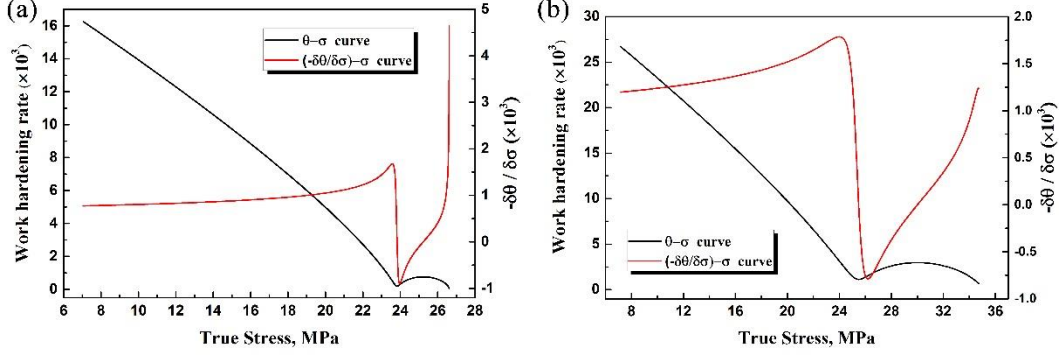 (a)
Work hardening rate (×10³)
16
14
12
10
8
6
4
2
0
θ–σ curve
(-δθ/δσ)–σ curve
5
4
3
2
1
0
-1
-δθ / δσ (×10³)
6 8 10 12 14 16 18 20 22 24 26 28
True Stress, MPa
(b)
Work hardening rate (×10³)
30
25
20
15
10
5
0
θ–σ curve
(-δθ/δσ)–σ curve
2.0
1.5
1.0
0.5
0.0
-0.5
-1.0
-δθ / δσ (×10³)
8 12 16 20 24 28 32 36
True Stress, MPa